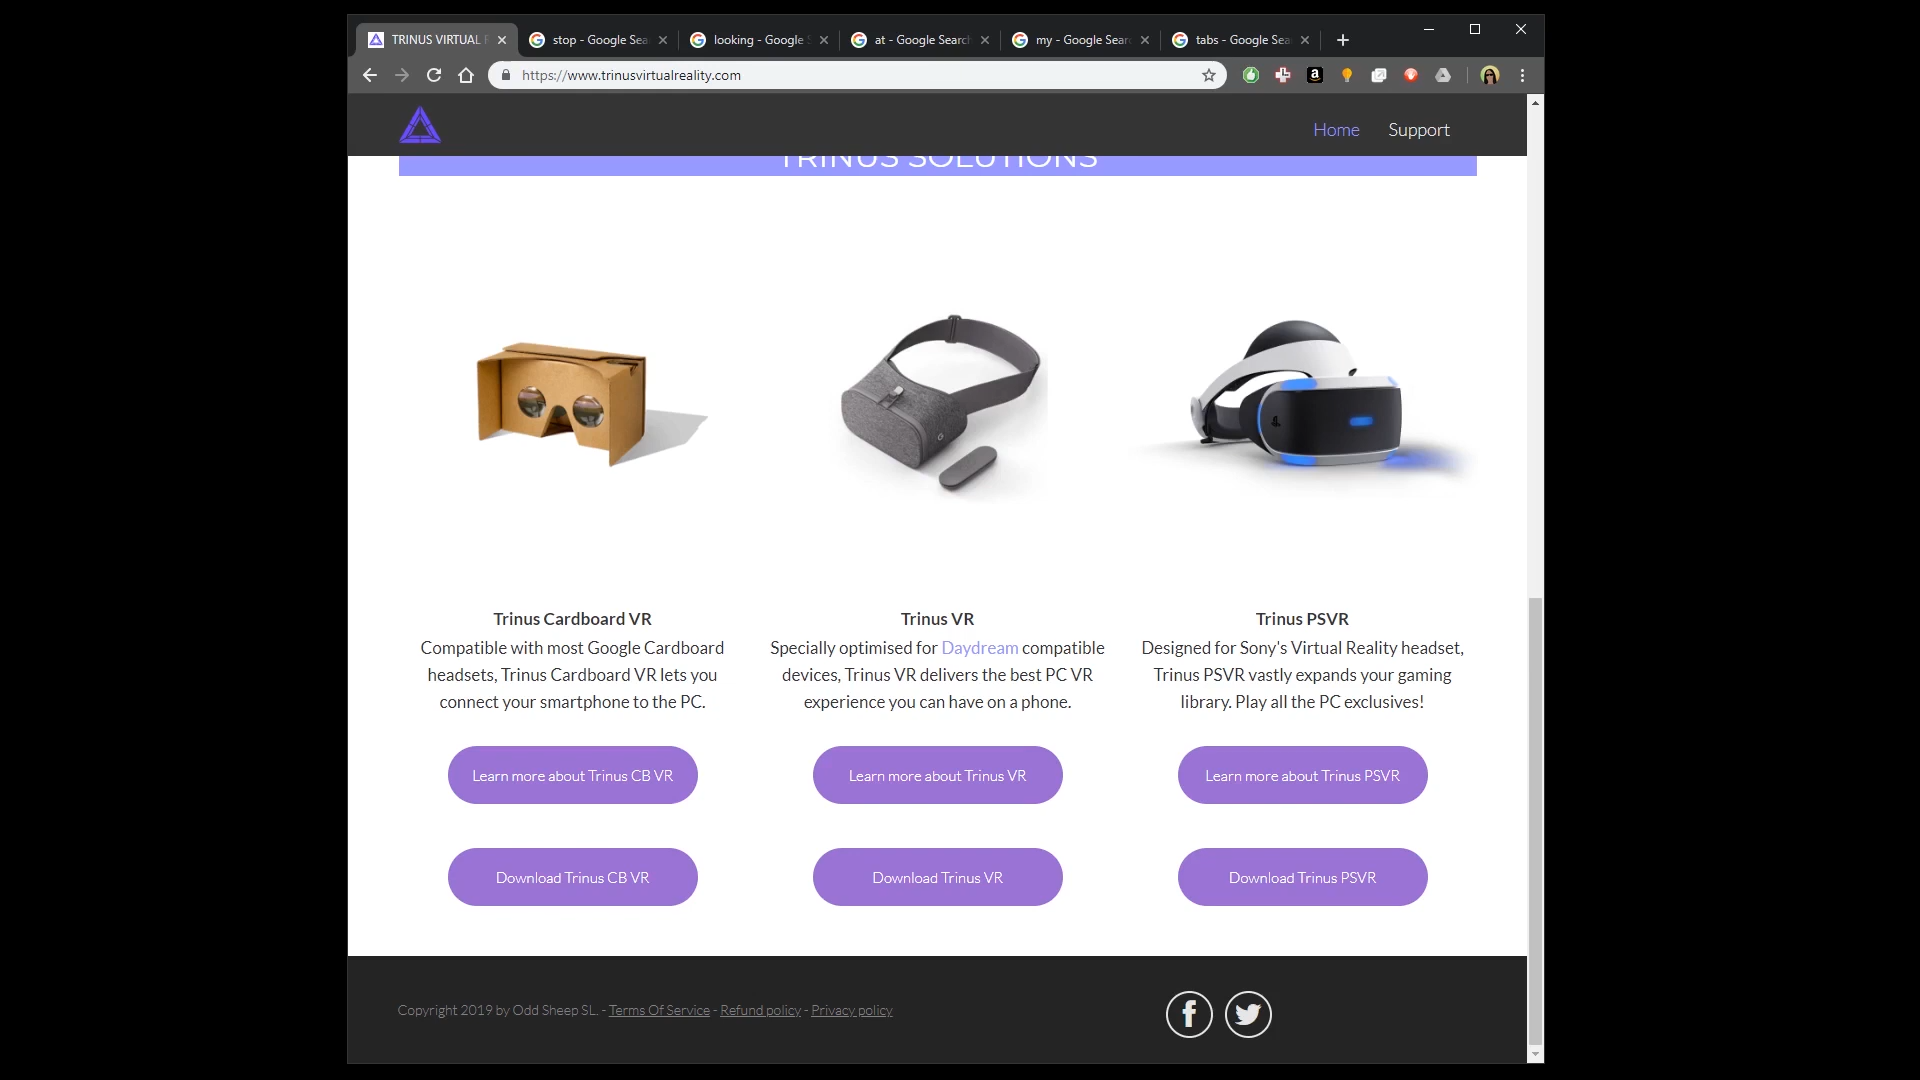 TRINUS VIRTUAL
stop - Google Sea
looking - Google S
at - Google Search
my - Google Sear
tabs - Google Sea
https://www.trinusvirtualreality.com
Home
Support
TRINUS SOLUTIONS
Trinus Cardboard VR
Compatible with most Google Cardboard
headsets, Trinus Cardboard VR lets you
connect your smartphone to the PC.
Learn more about Trinus CB VR
Download Trinus CB VR
Trinus VR
Specially optimised for Daydream compatible
devices, Trinus VR delivers the best PC VR
experience you can have on a phone.
Learn more about Trinus VR
Download Trinus VR
Trinus PSVR
Designed for Sony's Virtual Reality headset,
Trinus PSVR vastly expands your gaming
library. Play all the PC exclusives!
Learn more about Trinus PSVR
Download Trinus PSVR
Copyright 2019 by Odd Sheep SL. - Terms Of Service - Refund policy - Privacy policy